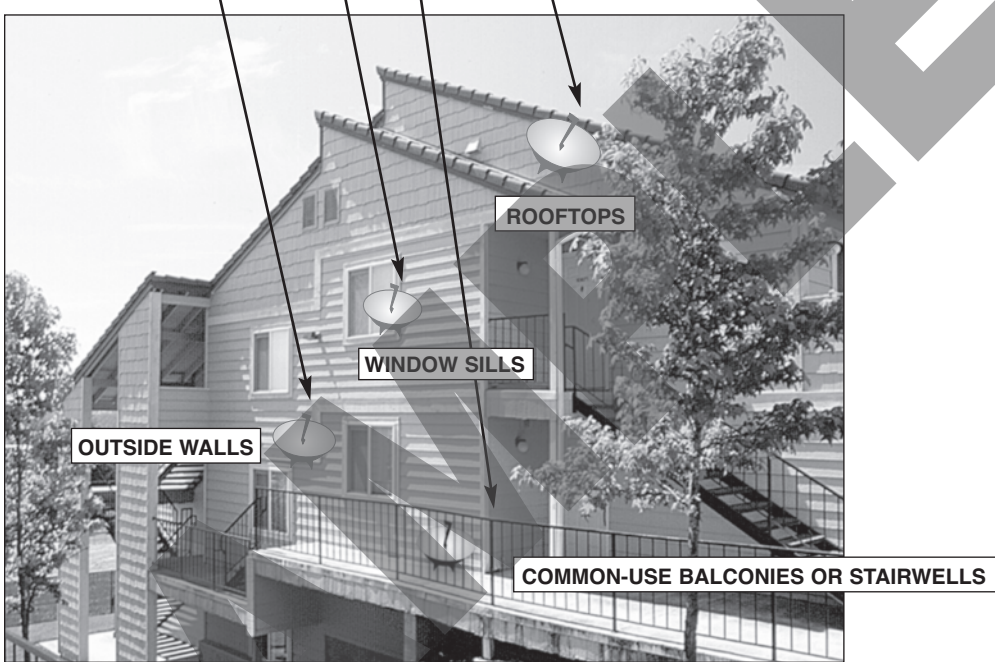 ROOFTOPS
WINDOW SILLS
OUTSIDE WALLS
COMMON-USE BALCONIES OR STAIRWELLS